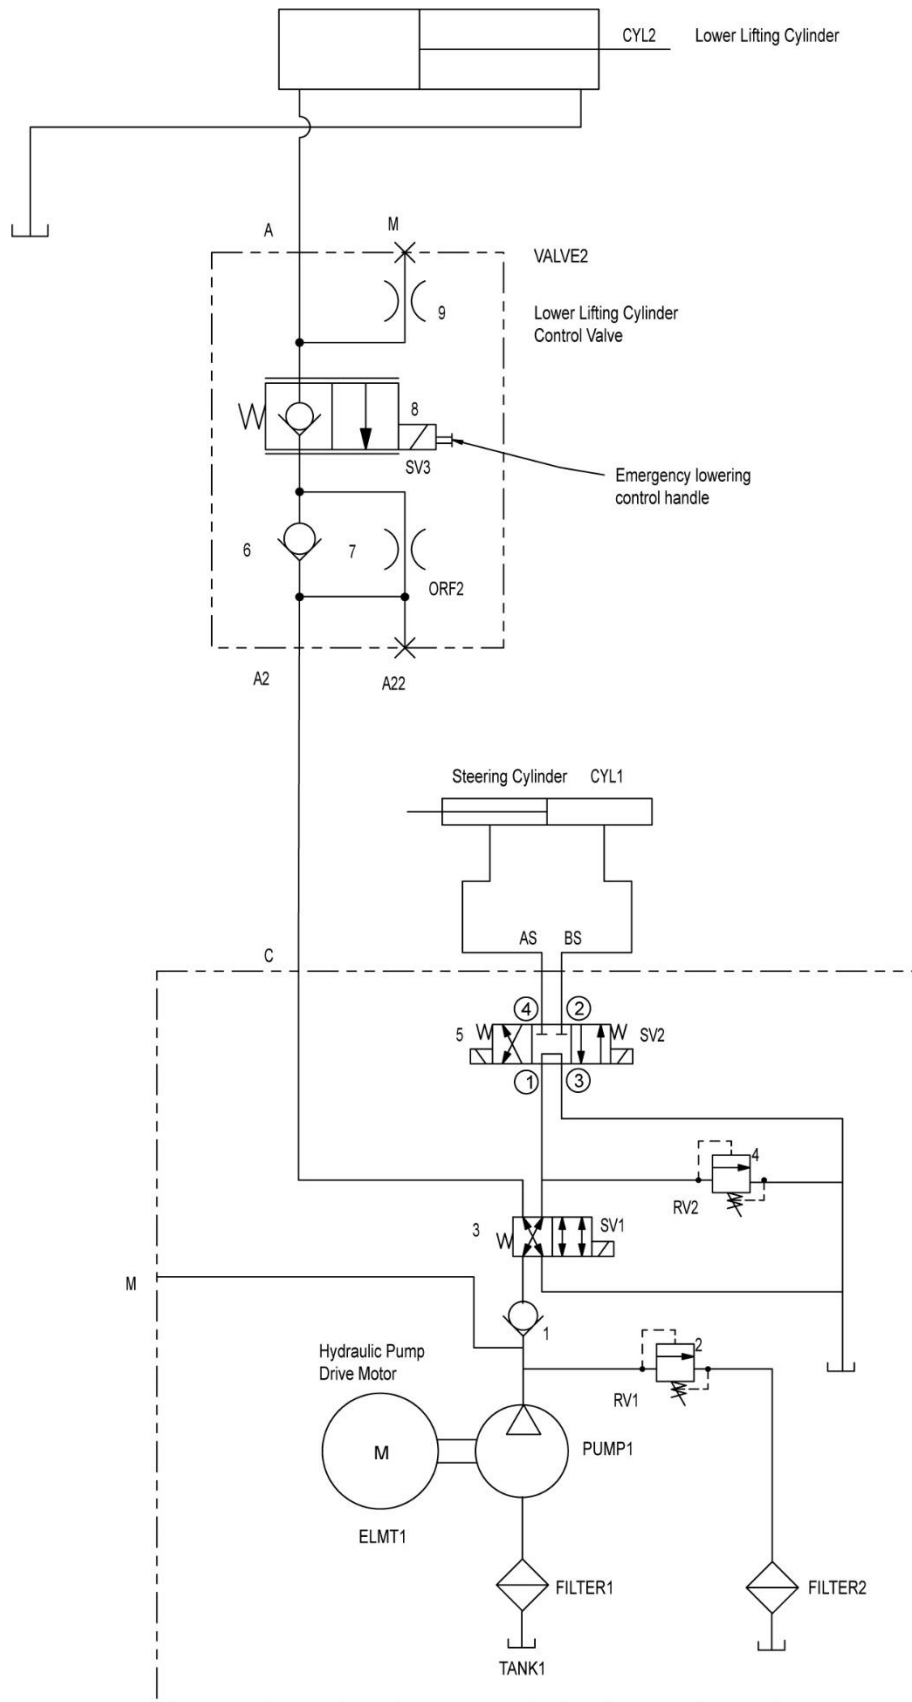 CYL2
Lower Lifting Cylinder
A
M
VALVE2
9
Lower Lifting Cylinder
Control Valve
8
SV3
Emergency lowering
control handle
6
7
ORF2
A2
A22
Steering Cylinder
CYL1
AS
BS
C
4
2
5
SV2
1
3
4
RV2
3
SV1
M
1
Hydraulic Pump
Drive Motor
2
RV1
M
PUMP1
ELMT1
FILTER1
FILTER2
TANK1